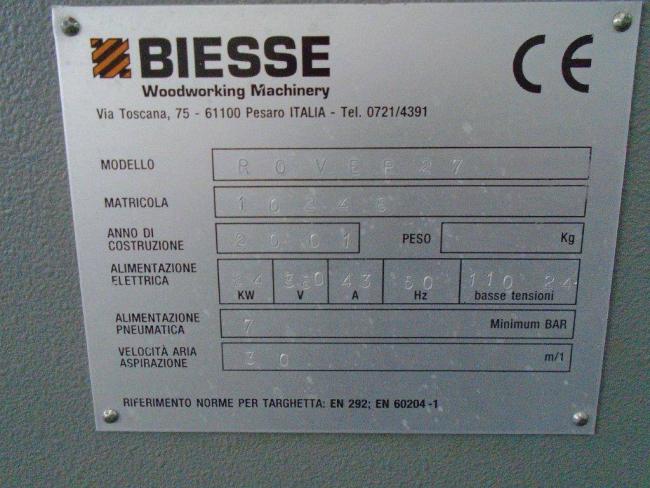 BIESSE
Woodworking Machinery
CE
Via Toscana, 75 - 61100 Pesaro ITALIA - Tel. 0721/4391
MODELLO ROVER 27
MATRICOLA
ANNO DI COSTRUZIONE 2001 PESO Kg
ALIMENTAZIONE ELETTRICA 380 43 50 110 24
KW V A Hz basse tensioni
ALIMENTAZIONE PNEUMATICA 7 Minimum BAR
VELOCITÀ ARIA ASPIRAZIONE 30 m/1
RIFERIMENTO NORME PER TARGHETTA: EN 292; EN 60204-1